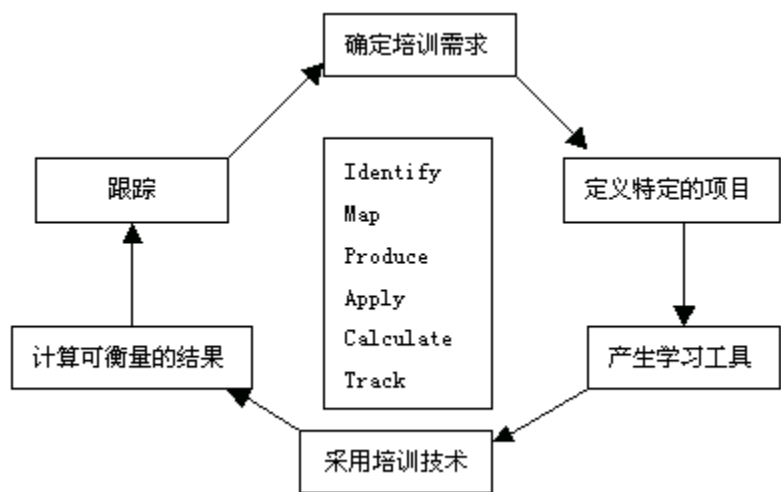 确定培训需求
跟踪
定义特定的项目
Identify
Map
Produce
Apply
Calculate
Track
计算可衡量的结果
产生学习工具
采用培训技术